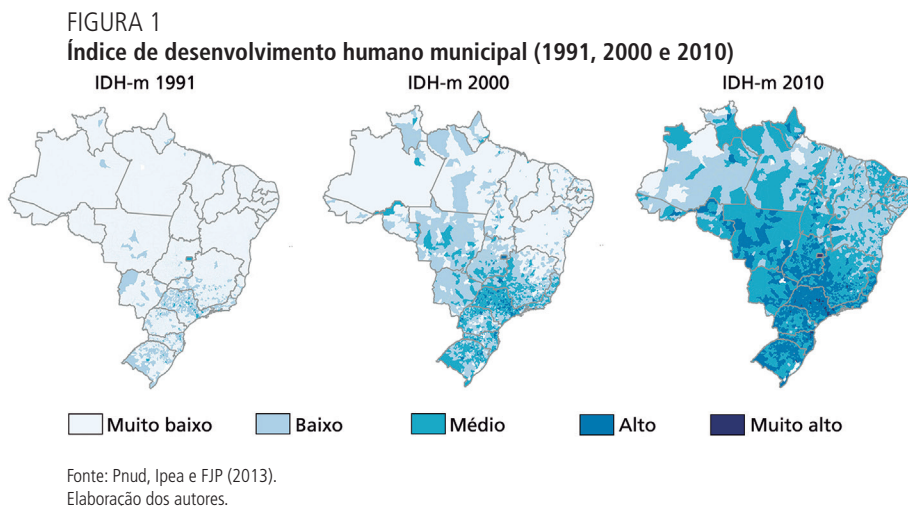 FIGURA 1
Índice de desenvolvimento humano municipal (1991, 2000 e 2010)
IDH-m 1991
IDH-m 2000
IDH-m 2010
Muito baixo
Baixo
Médio
Alto
Muito alto
Fonte: Pnud, Ipea e FJP (2013).
Elaboração dos autores.